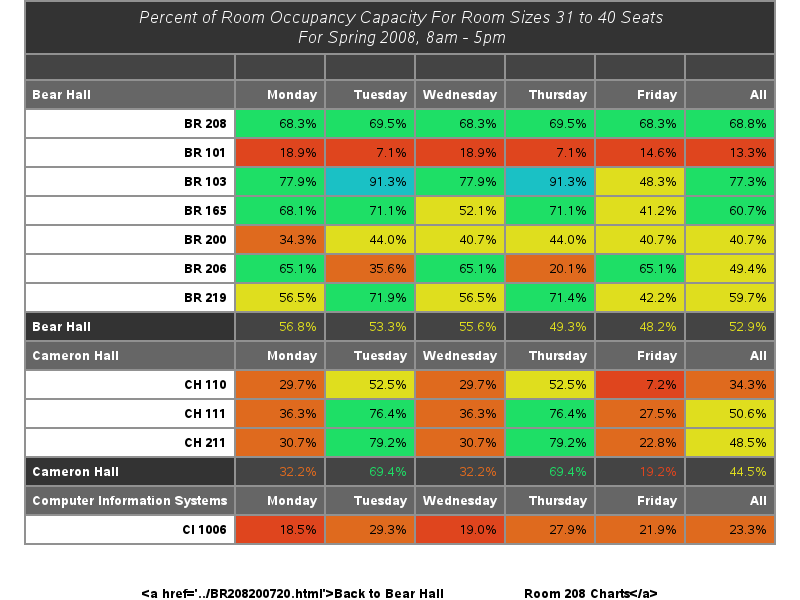 Percent of Room Occupancy Capacity For Room Sizes 31 to 40 Seats
For Spring 2008, 8am - 5pm
Bear Hall Monday Tuesday Wednesday Thursday Friday All
BR 208 68.3% 69.5% 68.3% 69.5% 68.3% 68.8%
BR 101 18.9% 7.1% 18.9% 7.1% 14.6% 13.3%
BR 103 77.9% 91.3% 77.9% 91.3% 48.3% 77.3%
BR 165 68.1% 71.1% 52.1% 71.1% 41.2% 60.7%
BR 200 34.3% 44.0% 40.7% 44.0% 40.7% 40.7%
BR 206 65.1% 35.6% 65.1% 20.1% 65.1% 49.4%
BR 219 56.5% 71.9% 56.5% 71.4% 42.2% 59.7%
Bear Hall 56.8% 53.3% 55.6% 49.3% 48.2% 52.9%
Cameron Hall Monday Tuesday Wednesday Thursday Friday All
CH 110 29.7% 52.5% 29.7% 52.5% 7.2% 34.3%
CH 111 36.3% 76.4% 36.3% 76.4% 27.5% 50.6%
CH 211 30.7% 79.2% 30.7% 79.2% 22.8% 48.5%
Cameron Hall 32.2% 69.4% 32.2% 69.4% 19.2% 44.5%
Computer Information Systems Monday Tuesday Wednesday Thursday Friday All
CI 1006 18.5% 29.3% 19.0% 27.9% 21.9% 23.3%
<a href='../BR208200720.html'>Back to Bear Hall Room 208 Charts</a>